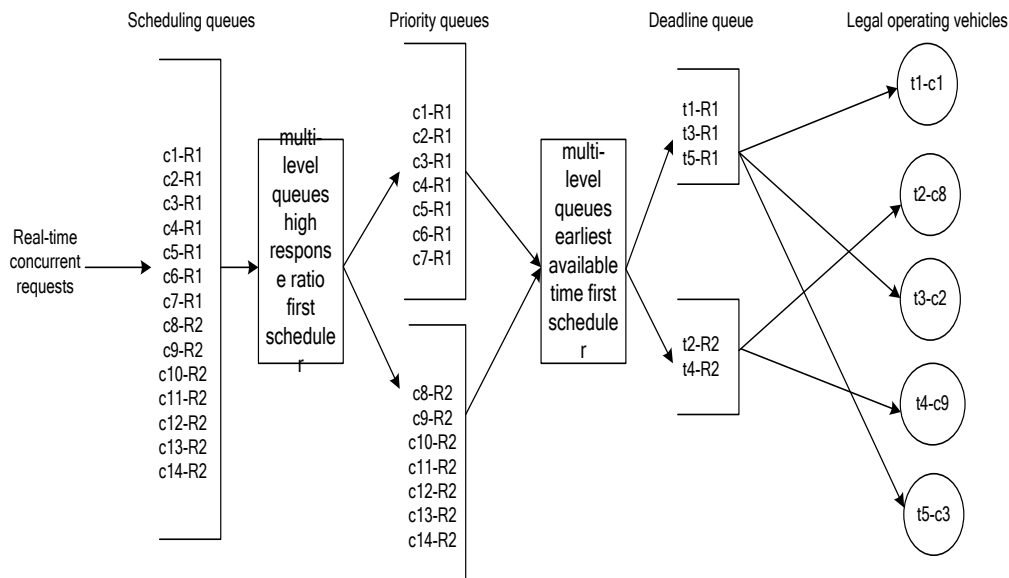 Scheduling queues
Priority queues
Deadline queue
Legal operating vehicles
Real-time
concurrent
requests
c1-R1
c2-R1
c3-R1
c4-R1
c5-R1
c6-R1
c7-R1
c8-R2
c9-R2
c10-R2
c11-R2
c12-R2
c13-R2
c14-R2
multi-
level
queues
high
respons
e ratio
first
schedule
r
c1-R1
c2-R1
c3-R1
c4-R1
c5-R1
c6-R1
c7-R1
c8-R2
c9-R2
c10-R2
c11-R2
c12-R2
c13-R2
c14-R2
multi-
level
queues
earliest
available
time first
schedule
r
t1-R1
t3-R1
t5-R1
t2-R2
t4-R2
t1-c1
t2-c8
t3-c2
t4-c9
t5-c3